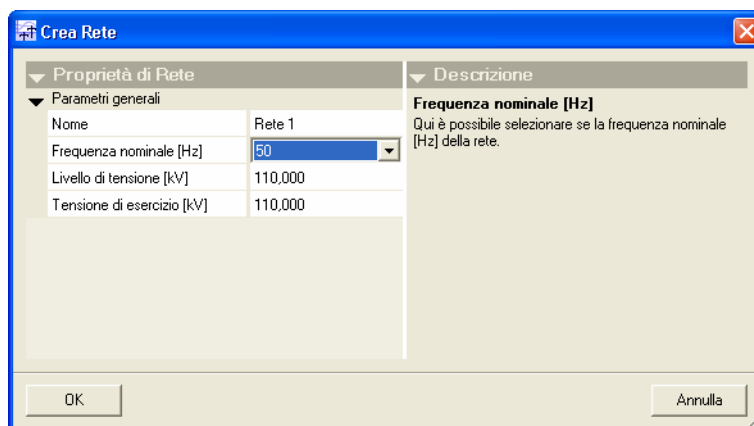 Crea Rete
Proprietà di Rete
Parametri generali
Nome Rete 1
Frequenza nominale [Hz] 50
Livello di tensione [kV] 110,000
Tensione di esercizio [kV] 110,000
Descrizione
Frequenza nominale [Hz]
Qui è possibile selezionare se la frequenza nominale
[Hz] della rete.
OK
Annulla